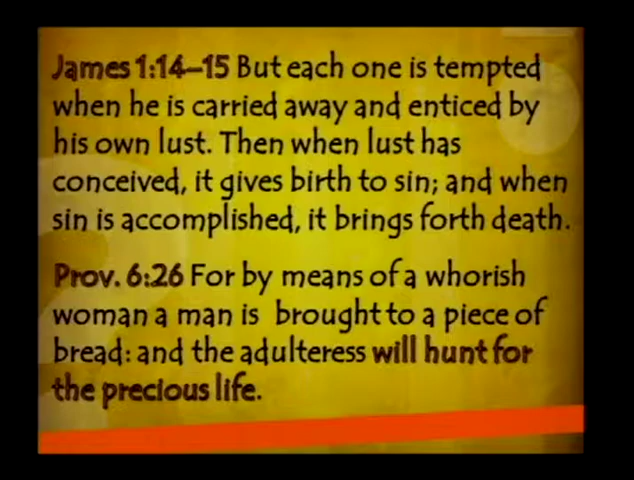 James 1:14–15 But each one is tempted
when he is carried away and enticed by
his own lust. Then when lust has
conceived, it gives birth to sin; and when
sin is accomplished, it brings forth death.
Prov. 6:26 For by means of a whorish
woman a man is brought to a piece of
bread: and the adulteress will hunt for
the precious life.